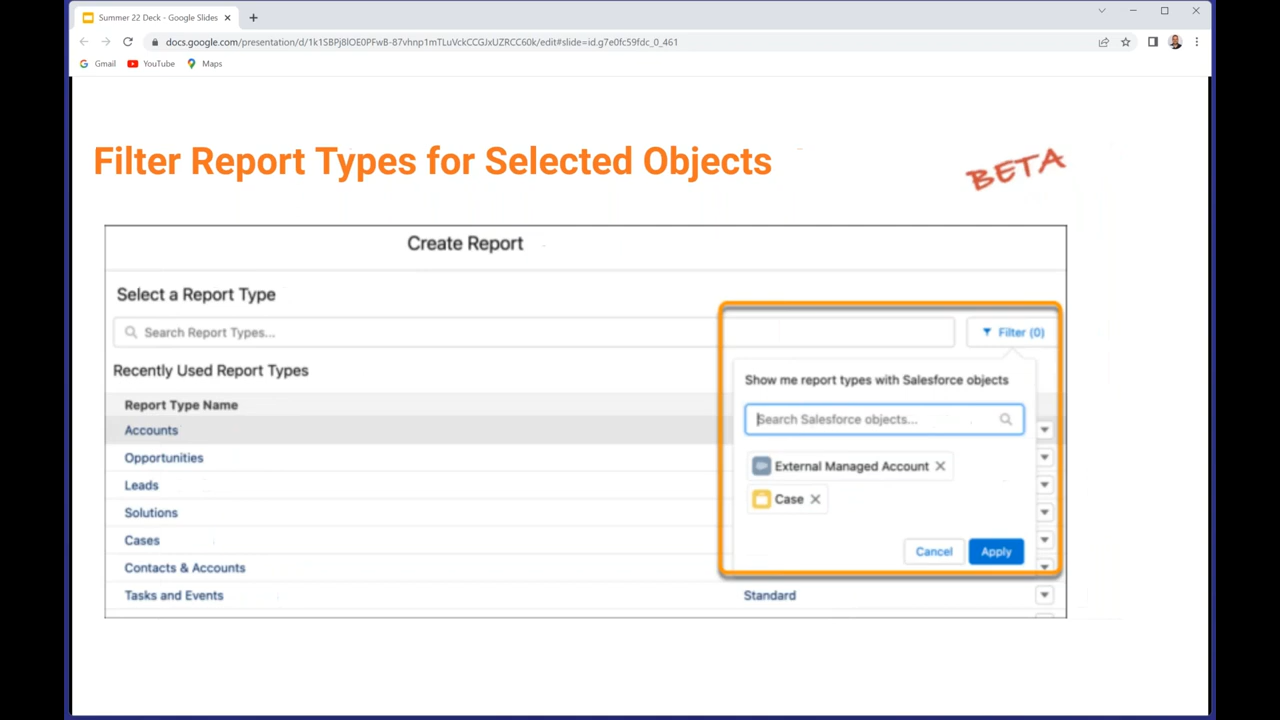 Summer 22 Deck - Google Slides
docs.google.com/presentation/d/1k1SBPj8lOE0PFwB-87vhnp1mTLuVckCCGJxUZRCC60k/edit#slide=id.g7e0fc59fdc_0_461
Gmail YouTube Maps
Filter Report Types for Selected Objects
BETA
Create Report
Select a Report Type
Search Report Types...
Filter (0)
Recently Used Report Types
Show me report types with Salesforce objects
Report Type Name
Search Salesforce objects...
Accounts
Opportunities
External Managed Account
Leads
Case
Solutions
Cases
Cancel Apply
Contacts & Accounts
Tasks and Events Standard